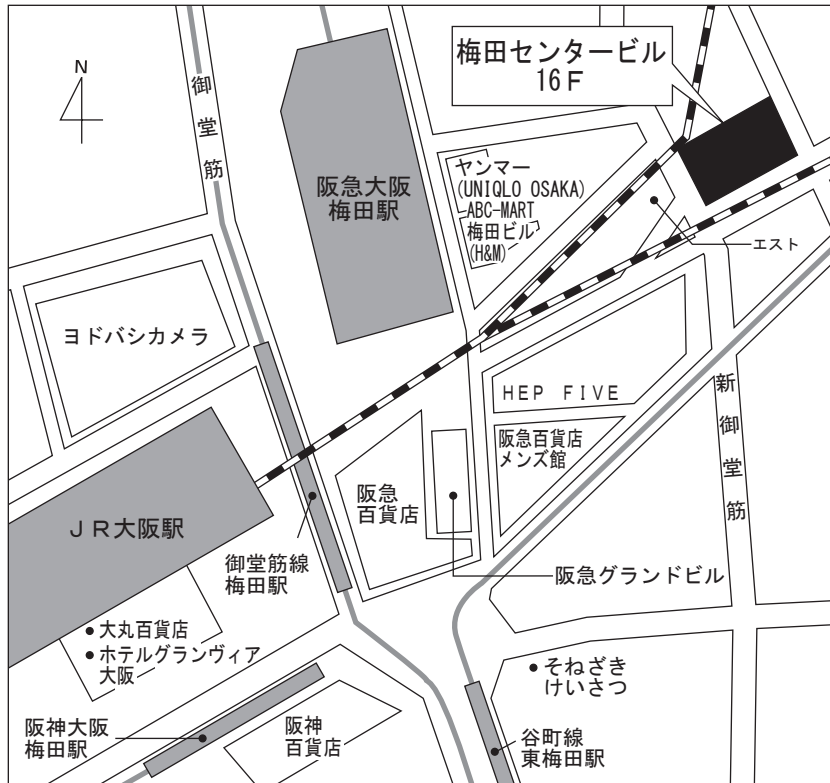 梅田センタービル
16F
N
御堂筋
阪急大阪
梅田駅
ヤンマー
(UNIQLO OSAKA)
ABC-MART
梅田ビル
(H&M)
エスト
ヨドバシカメラ
HEP FIVE
新御堂筋
阪急百貨店
メンズ館
阪急
百貨店
JR大阪駅
御堂筋線
梅田駅
阪急グランドビル
大丸百貨店
ホテルグランヴィア
大阪
そねざき
けいさつ
阪神大阪
梅田駅
阪神
百貨店
谷町線
東梅田駅